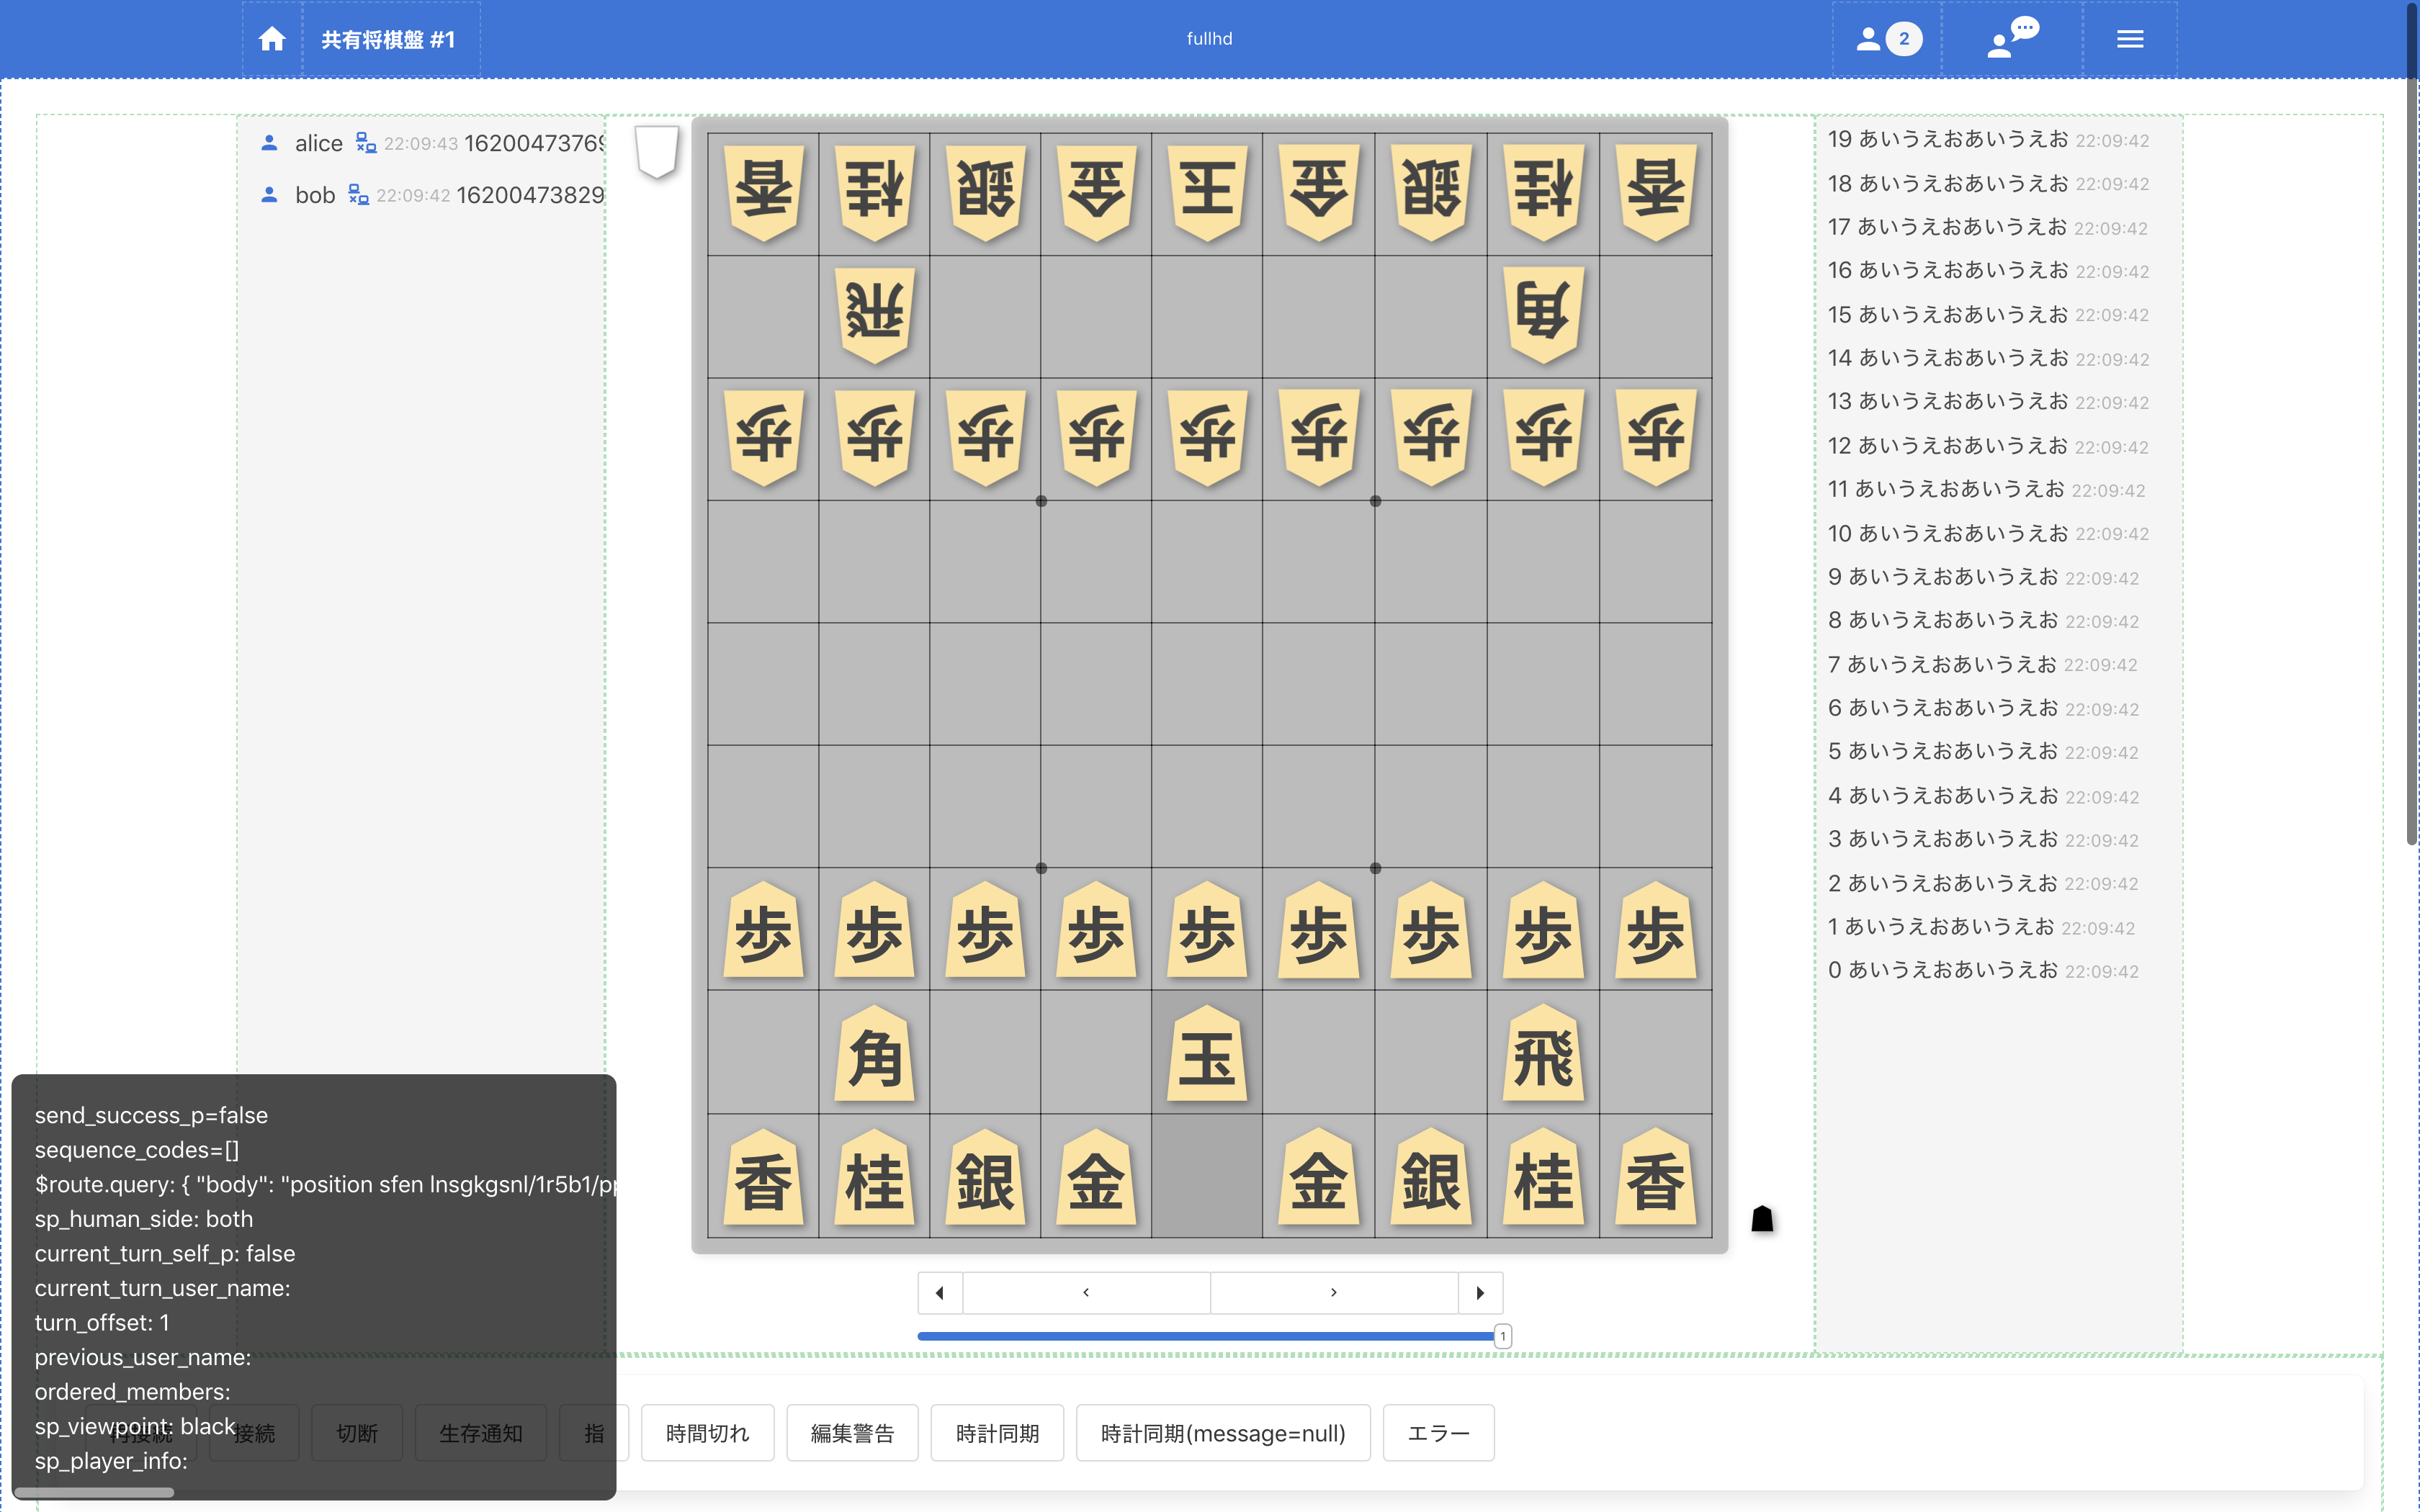 共有将棋盤 #1
fullhd
2
alice 22:09:43 1620047376
bob 22:09:42 16200473829
香 桂 銀 金 玉 金 銀 桂 香
飛 角
歩 歩 歩 歩 歩 歩 歩 歩 歩
歩 歩 歩 歩 歩 歩 歩 歩 歩
角 玉 飛
香 桂 銀 金 金 銀 桂 香
1
19 あいうえおあいうえお 22:09:42
18 あいうえおあいうえお 22:09:42
17 あいうえおあいうえお 22:09:42
16 あいうえおあいうえお 22:09:42
15 あいうえおあいうえお 22:09:42
14 あいうえおあいうえお 22:09:42
13 あいうえおあいうえお 22:09:42
12 あいうえおあいうえお 22:09:42
11 あいうえおあいうえお 22:09:42
10 あいうえおあいうえお 22:09:42
9 あいうえおあいうえお 22:09:42
8 あいうえおあいうえお 22:09:42
7 あいうえおあいうえお 22:09:42
6 あいうえおあいうえお 22:09:42
5 あいうえおあいうえお 22:09:42
4 あいうえおあいうえお 22:09:42
3 あいうえおあいうえお 22:09:42
2 あいうえおあいうえお 22:09:42
1 あいうえおあいうえお 22:09:42
0 あいうえおあいうえお 22:09:42
send_success_p=false
sequence_codes=[]
$route.query: { "body": "position sfen lnsgkgsnl/1r5b1/p
sp_human_side: both
current_turn_self_p: false
current_turn_user_name:
turn_offset: 1
previous_user_name:
ordered_members:
sp_viewpoint: black
sp_player_info:
再接続 接続 切断 生存通知 指 時間切れ 編集警告 時計同期 時計同期(message=null) エラー